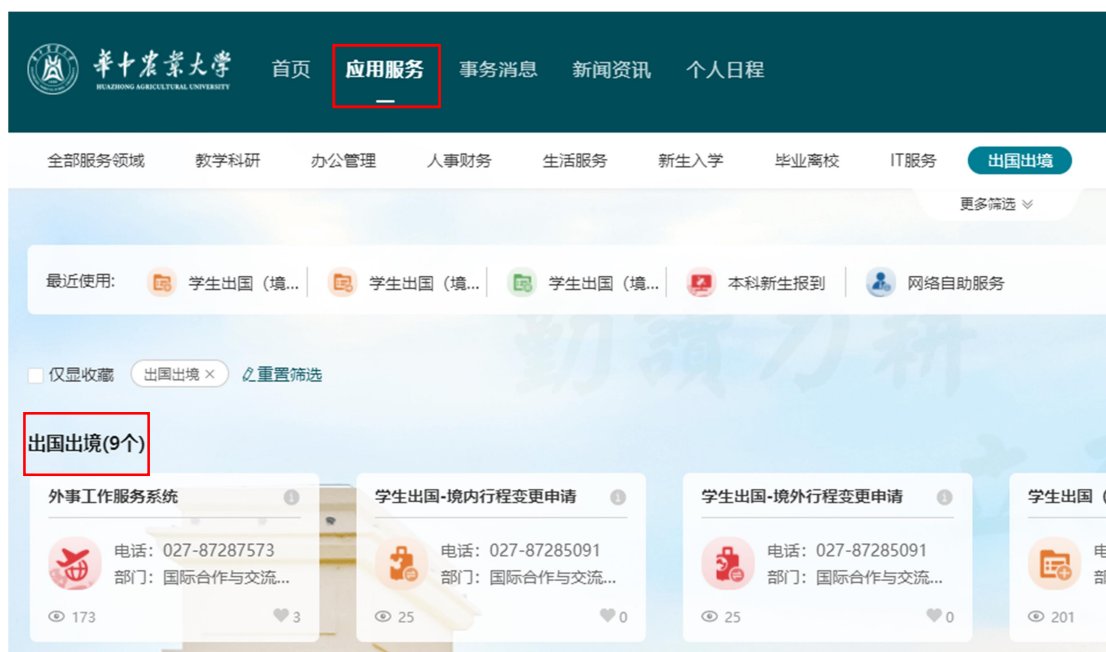 華中农业大学
HUAZHONG AGRICULTURAL UNIVERSITY
首页 应用服务 事务消息 新闻资讯 个人日程
全部服务领域 教学科研 办公管理 人事财务 生活服务 新生入学 毕业离校 IT服务 出国出境
更多筛选
最近使用: 学生出国（境... 学生出国（境... 学生出国（境... 本科新生报到 网络自助服务
勤讀力耕
仅显收藏 出国出境 × 重置筛选
立
出国出境(9个)
外事工作服务系统 学生出国-境内行程变更申请 学生出国-境外行程变更申请 学生出国（
电话：027-87287573 电话：027-87285091 电话：027-87285091 电
部门：国际合作与交流... 部门：国际合作与交流... 部门：国际合作与交流... 部
173 3 25 0 25 0 201